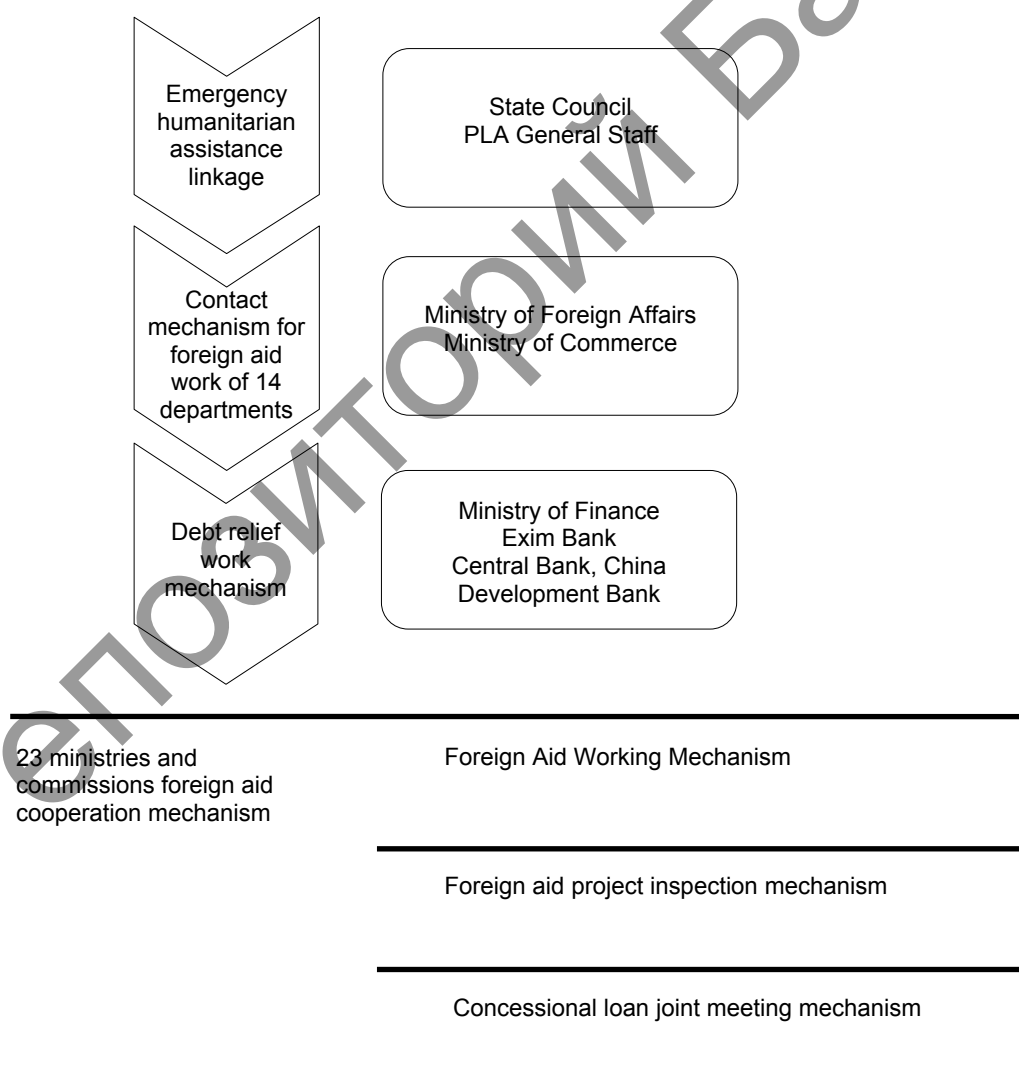 Emergency
humanitarian
assistance
linkage
State Council
PLA General Staff
Contact
mechanism for
foreign aid
work of 14
departments
Ministry of Foreign Affairs
Ministry of Commerce
Debt relief
work
mechanism
Ministry of Finance
Exim Bank
Central Bank, China
Development Bank
23 ministries and
commissions foreign aid
cooperation mechanism
Foreign Aid Working Mechanism
Foreign aid project inspection mechanism
Concessional loan joint meeting mechanism
епозиторий Ба